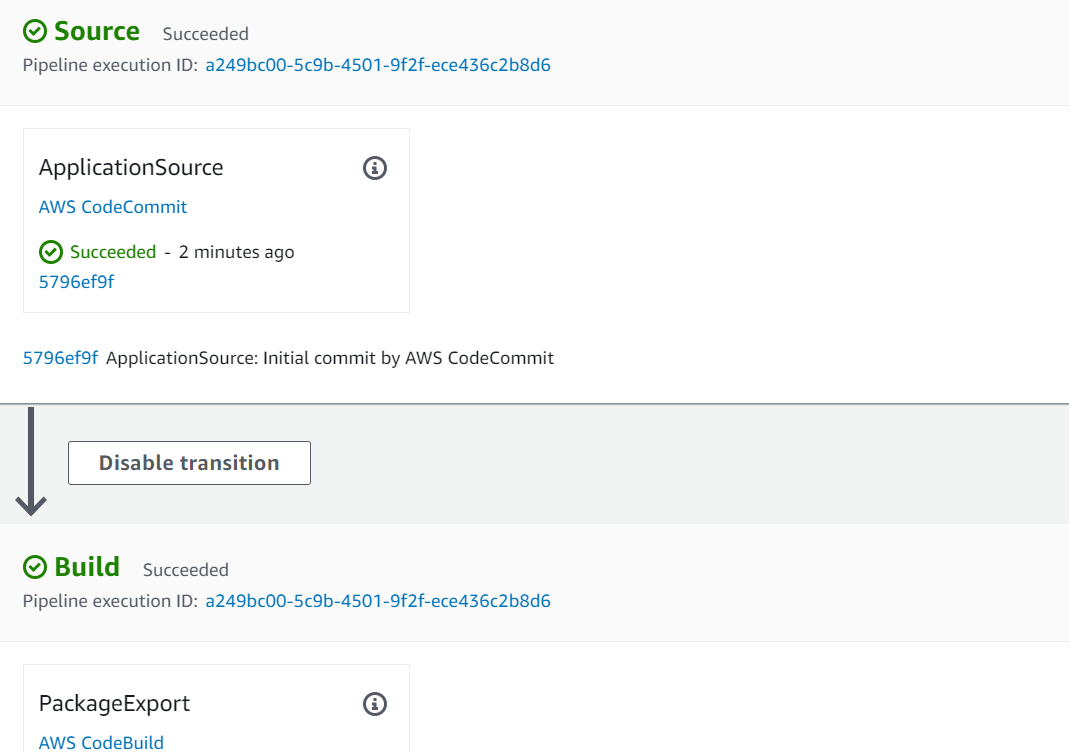 Source Succeeded
Pipeline execution ID: a249bc00-5c9b-4501-9f2f-ece436c2b8d6
ApplicationSource
AWS CodeCommit
Succeeded - 2 minutes ago
5796ef9f
5796ef9f ApplicationSource: Initial commit by AWS CodeCommit
Disable transition
Build Succeeded
Pipeline execution ID: a249bc00-5c9b-4501-9f2f-ece436c2b8d6
PackageExport
AWS CodeBuild